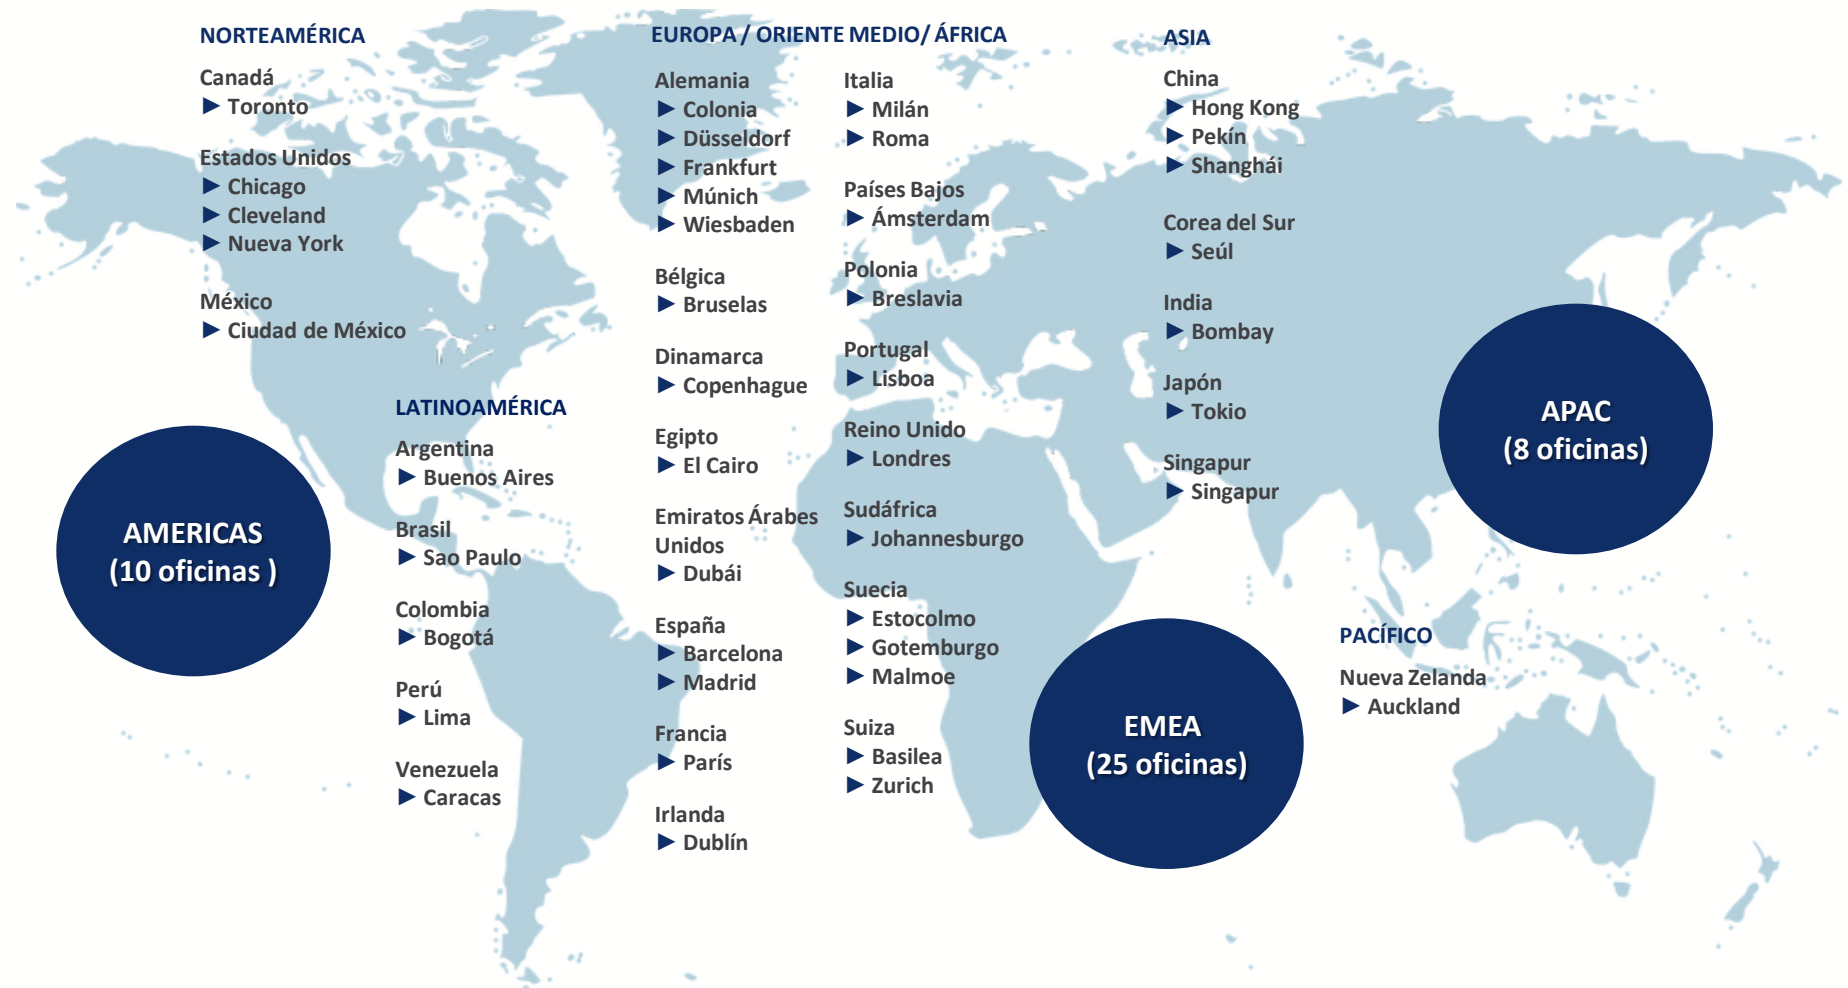 NORTEAMÉRICA
Canadá
► Toronto
Estados Unidos
► Chicago
► Cleveland
► Nueva York
México
► Ciudad de México
LATINOAMÉRICA
Argentina
► Buenos Aires
Brasil
► Sao Paulo
Colombia
► Bogotá
Perú
► Lima
Venezuela
► Caracas
AMERICAS
(10 oficinas )
EUROPA / ORIENTE MEDIO/ ÁFRICA
Alemania
► Colonia
► Düsseldorf
► Frankfurt
► Múnich
► Wiesbaden
Bélgica
► Bruselas
Dinamarca
► Copenhague
Egipto
► El Cairo
Emiratos Árabes
Unidos
► Dubái
España
► Barcelona
► Madrid
Francia
► París
Irlanda
► Dublín
Italia
► Milán
► Roma
Países Bajos
► Ámsterdam
Polonia
► Breslavia
Portugal
► Lisboa
Reino Unido
► Londres
Sudáfrica
► Johannesburgo
Suecia
► Estocolmo
► Gotemburgo
► Malmoe
Suiza
► Basilea
► Zurich
EMEA
(25 oficinas)
ASIA
China
► Hong Kong
► Pekín
► Shanghái
Corea del Sur
► Seúl
India
► Bombay
Japón
► Tokio
Singapur
► Singapur
APAC
(8 oficinas)
PACÍFICO
Nueva Zelanda
► Auckland